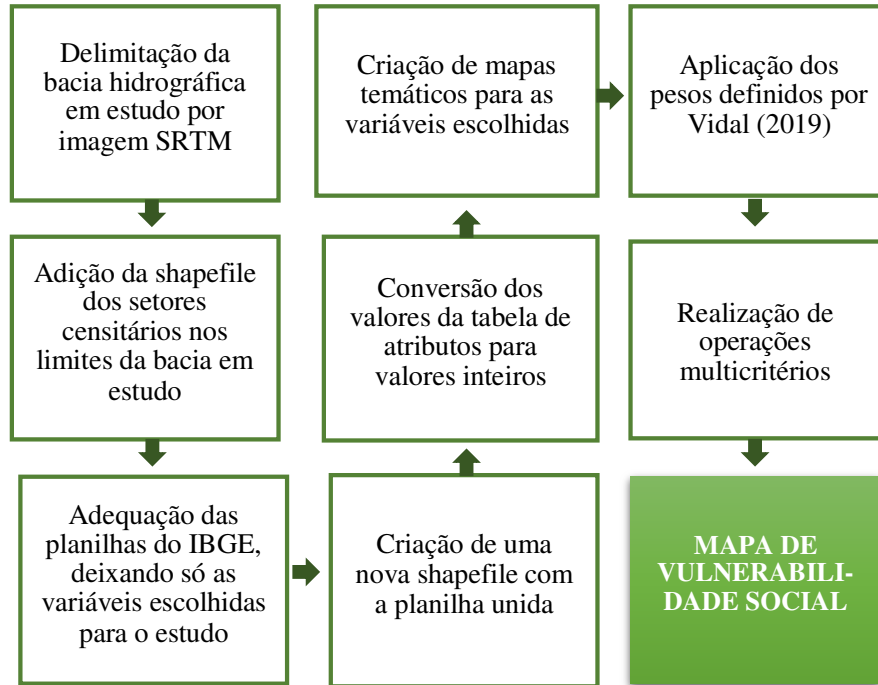 Delimitação da
bacia hidrográfica
em estudo por
imagem SRTM
Adição da shapefile
dos setores
censitários nos
limites da bacia em
estudo
Adequação das
planilhas do IBGE,
deixando só as
variáveis escolhidas
para o estudo
Criação de uma
nova shapefile com
a planilha unida
Conversão dos
valores da tabela de
atributos para
valores inteiros
Criação de mapas
temáticos para as
variáveis escolhidas
Aplicação dos
pesos definidos por
Vidal (2019)
Realização de
operações
multicritérios
MAPA DE
VULNERABILI-
DADE SOCIAL